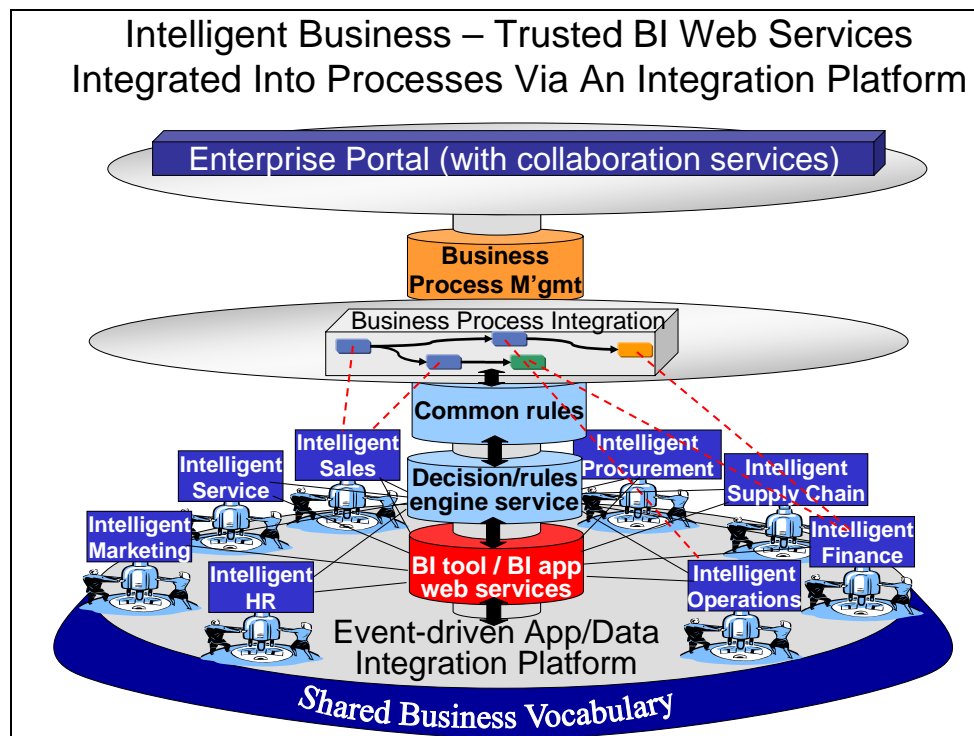 Intelligent Business – Trusted BI Web Services
Integrated Into Processes Via An Integration Platform
Enterprise Portal (with collaboration services)
Business
Process M'gmt
Business Process Integration
Common rules
Intelligent
Sales
Intelligent
Procurement
Intelligent
Service
Decision/rules
engine service
Intelligent
Supply Chain
Intelligent
Marketing
Intelligent
Finance
BI tool / BI app
web services
Intelligent
HR
Intelligent
Operations
Event-driven App/Data
Integration Platform
Shared Business Vocabulary